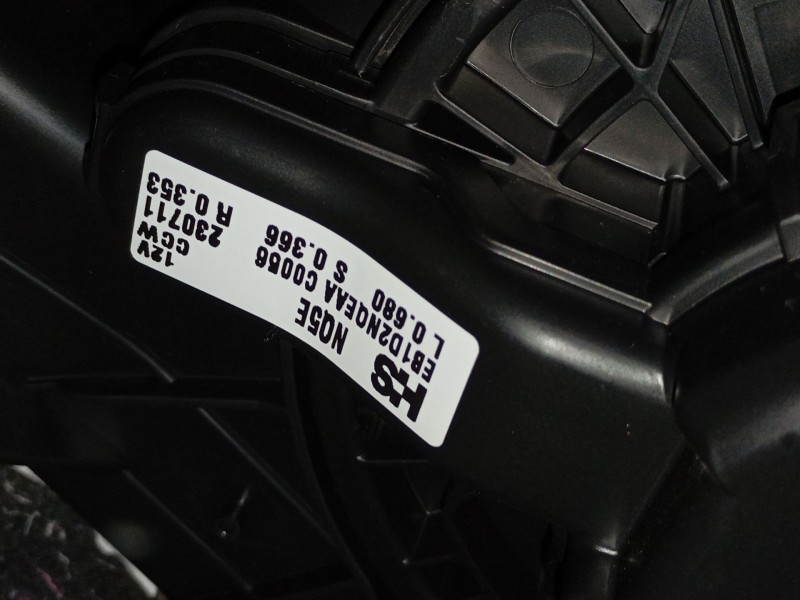 HS NQ5E 12V
CCW
EB1D2NQEAA C0056 230711
L 0.680 S 0.366 R 0.353